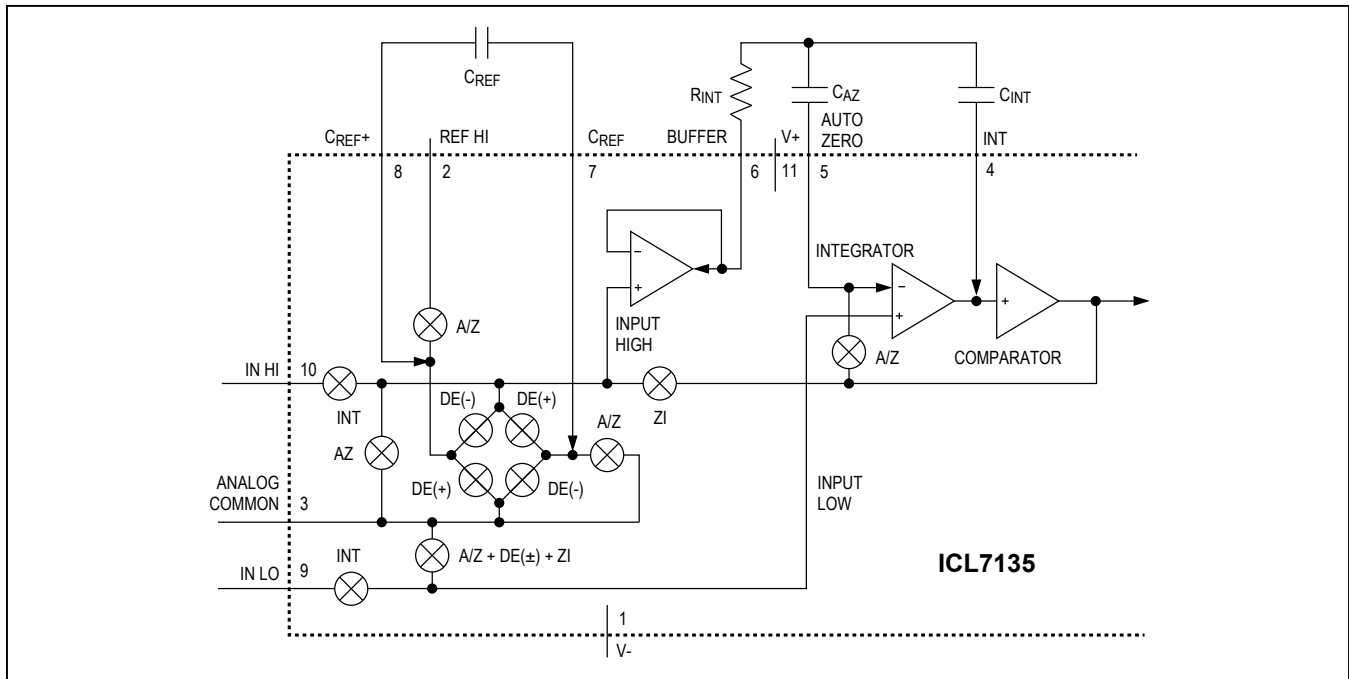 CREF
RINT
CAZ
CINT
AUTO
ZERO
CREF+
REF HI
CREF
BUFFER
V+
INT
8
2
7
6
11
5
4
INTEGRATOR
−
+
−
+
+
A/Z
INPUT
HIGH
A/Z
COMPARATOR
IN HI
10
INT
DE(-)
DE(+)
ZI
A/Z
AZ
DE(+)
DE(-)
ANALOG
COMMON
3
INPUT
LOW
INT
A/Z + DE(±) + ZI
IN LO
9
ICL7135
1
V-